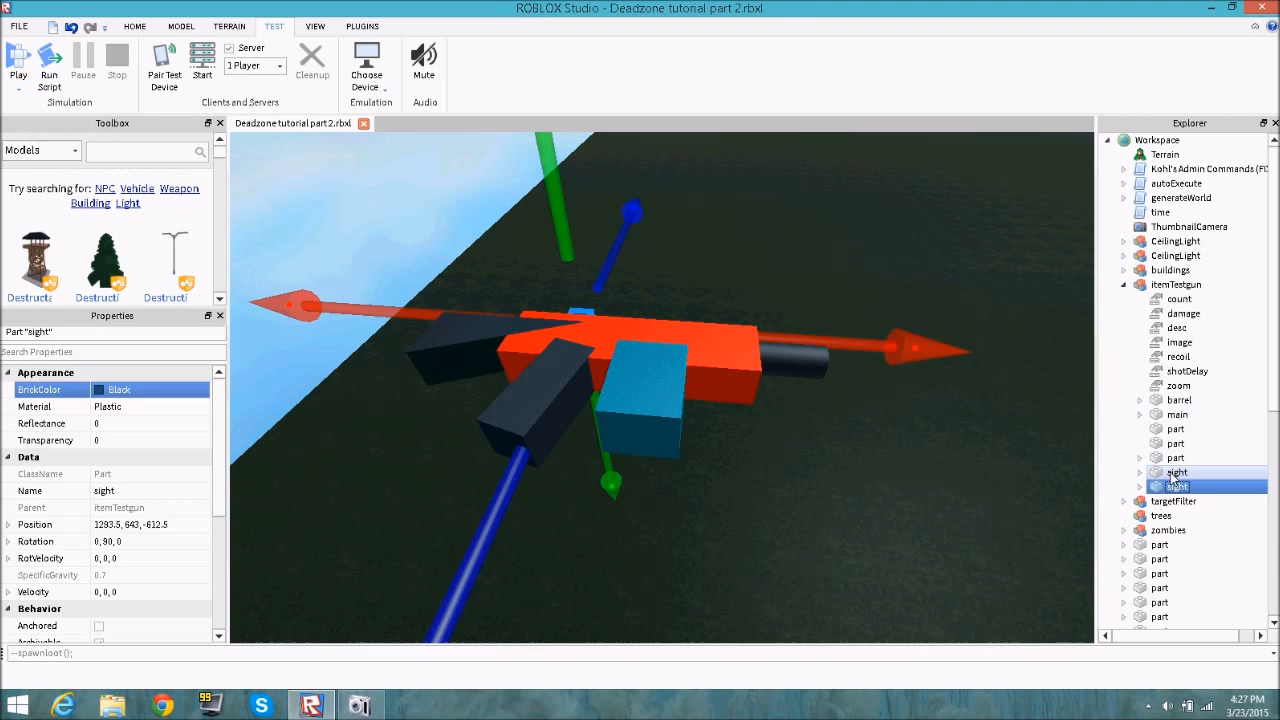 ROBLOX Studio - Deadzone tutorial part 2.rbxl
FILE HOME MODEL TERRAIN TEST VIEW PLUGINS
Play Run Script Pause Stop
Simulation
Pair Test Device Start Server 1 Player Cleanup
Clients and Servers
Choose Device
Emulation
Mute
Audio
Toolbox
Models
Try searching for: NPC Vehicle Weapon
Building Light
Destructa Destructi Destructi
Properties
Part "sight"
Search Properties
Appearance
BrickColor Black
Material Plastic
Reflectance 0
Transparency 0
Data
ClassName Part
Name sight
Parent itemTestgun
Position 1293.5, 643, -612.5
Rotation 0, 90, 0
RotVelocity 0, 0, 0
SpecificGravity 0.7
Velocity 0, 0, 0
Behavior
Anchored
--spawnloot();
Deadzone tutorial part 2.rbxl
Explorer
Workspace
Terrain
Kohl's Admin Commands (F
autoExecute
generateWorld
time
ThumbnailCamera
CeilingLight
CeilingLight
buildings
itemTestgun
count
damage
desc
image
recoil
shotDelay
zoom
barrel
main
part
part
part
sight
sight
targetFilter
trees
zombies
part
part
part
part
part
part
99
4:27 PM
3/23/2015